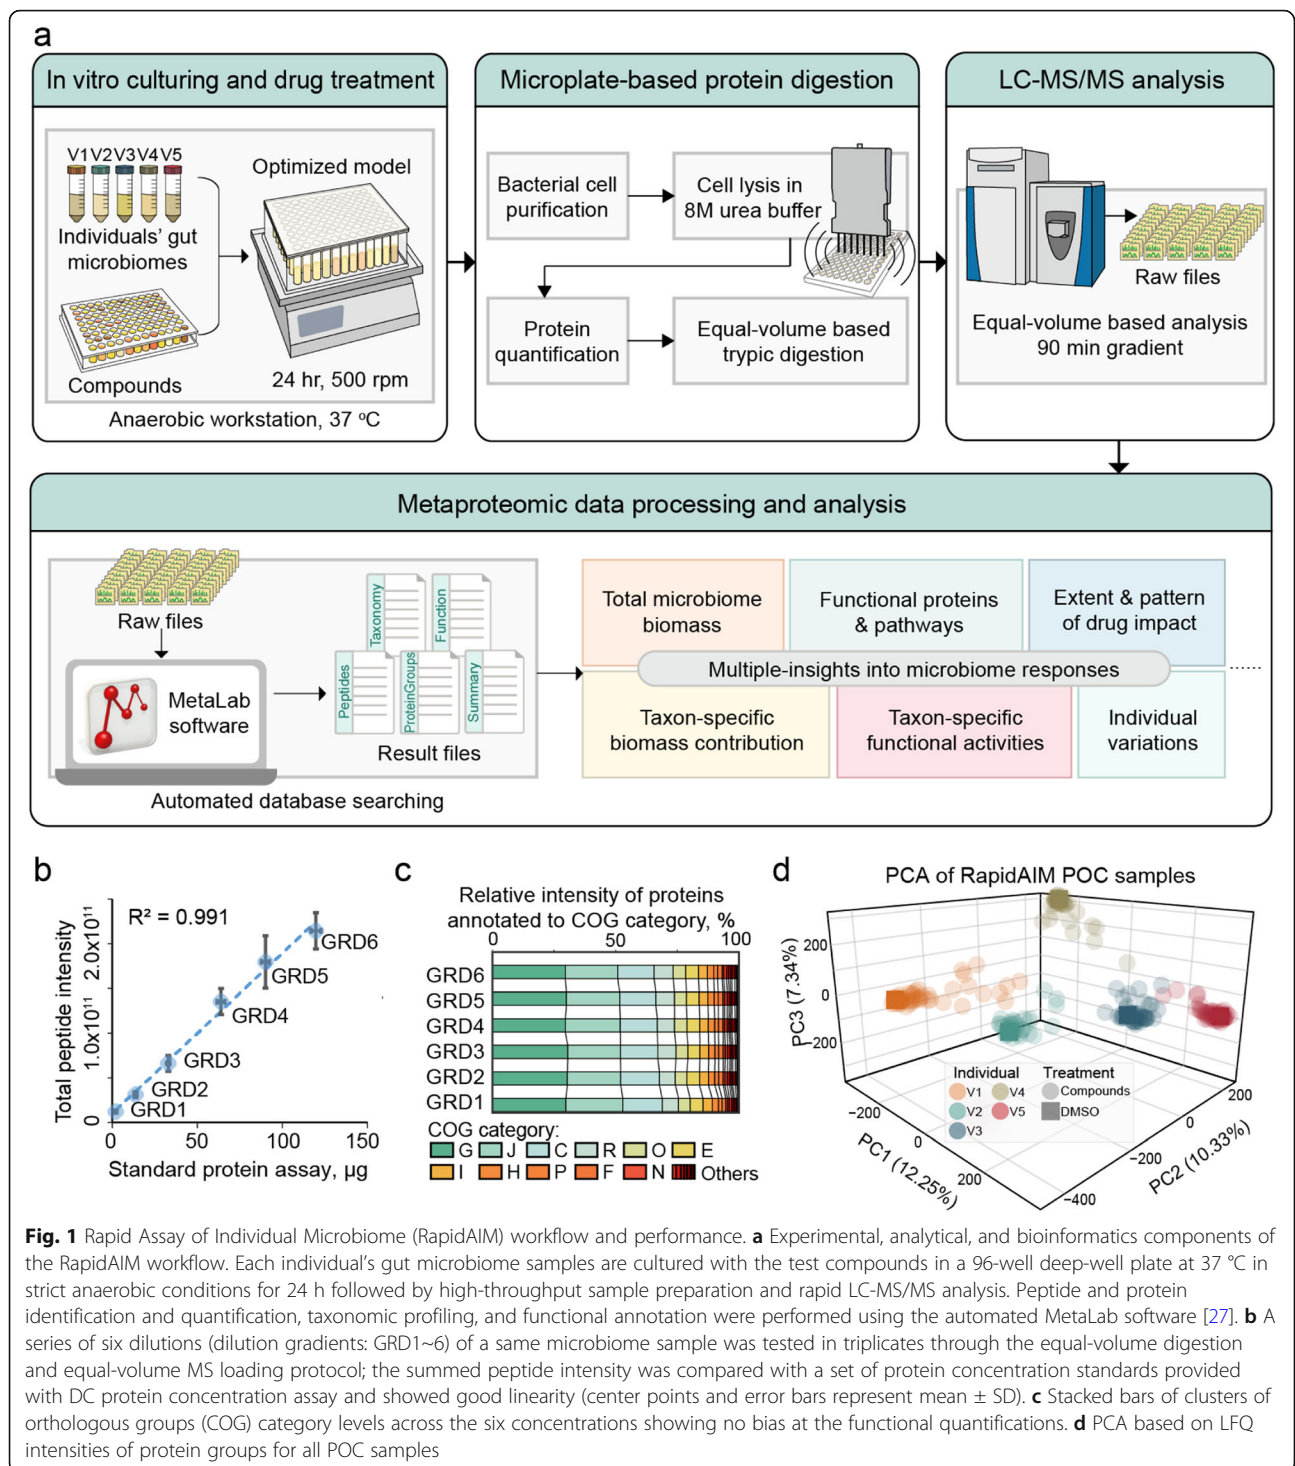 a
In vitro culturing and drug treatment
V1 V2 V3 V4 V5
Individuals' gut
microbiomes
Compounds
Optimized model
24 hr, 500 rpm
Anaerobic workstation, 37 ºC
Microplate-based protein digestion
Bacterial cell
purification
Cell lysis in
8M urea buffer
Protein
quantification
Equal-volume based
trypic digestion
LC-MS/MS analysis
Raw files
Equal-volume based analysis
90 min gradient
Metaproteomic data processing and analysis
Raw files
MetaLab
software
Taxonomy
Function
Peptides
ProteinGroups
Summary
Result files
Automated database searching
Total microbiome
biomass
Functional proteins
& pathways
Extent & pattern
of drug impact
Multiple-insights into microbiome responses
Taxon-specific
biomass contribution
Taxon-specific
functional activities
Individual
variations
b
Total peptide intensity
0 1.0x10¹¹ 2.0x10¹¹
R² = 0.991
GRD6
GRD5
GRD4
GRD3
GRD2
GRD1
0 50 100 150
Standard protein assay, µg
c
Relative intensity of proteins
annotated to COG category, %
0 50 100
GRD6
GRD5
GRD4
GRD3
GRD2
GRD1
COG category:
G J C R O E
I H P F N Others
d
PCA of RapidAIM POC samples
PC3 (7.34%)
200
0
−200
Individual Treatment
V1 V4 Compounds
V2 V5 DMSO
V3
−200
0
200
PC1 (12.25%)
200
0
−200
−400
PC2 (10.33%)
Fig. 1 Rapid Assay of Individual Microbiome (RapidAIM) workflow and performance. a Experimental, analytical, and bioinformatics components of
the RapidAIM workflow. Each individual's gut microbiome samples are cultured with the test compounds in a 96-well deep-well plate at 37 °C in
strict anaerobic conditions for 24 h followed by high-throughput sample preparation and rapid LC-MS/MS analysis. Peptide and protein
identification and quantification, taxonomic profiling, and functional annotation were performed using the automated MetaLab software [27]. b A
series of six dilutions (dilution gradients: GRD1~6) of a same microbiome sample was tested in triplicates through the equal-volume digestion
and equal-volume MS loading protocol; the summed peptide intensity was compared with a set of protein concentration standards provided
with DC protein concentration assay and showed good linearity (center points and error bars represent mean ± SD). c Stacked bars of clusters of
orthologous groups (COG) category levels across the six concentrations showing no bias at the functional quantifications. d PCA based on LFQ
intensities of protein groups for all POC samples